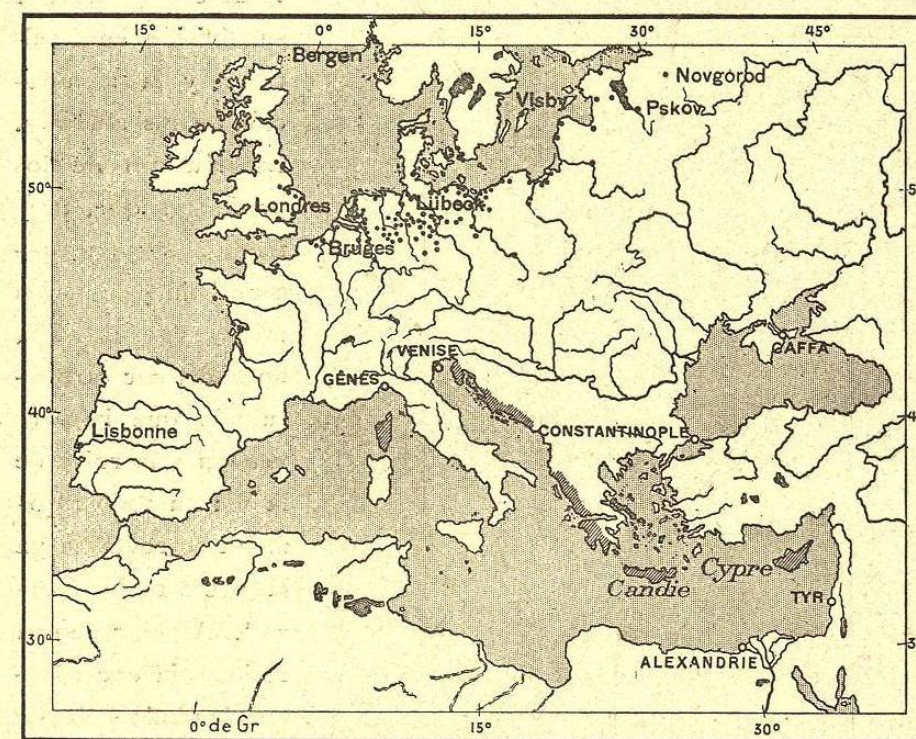 15° 0° 15° 30° 45°
Bergen
Novgorod
Visby
Pskov
50°
Londres
Lübeck
Bruges
VENISE
CAFFA
GÊNES
40°
Lisbonne
CONSTANTINOPLE
Cypre
Candie
TYR
30°
ALEXANDRIE
0° de Gr 15° 30°